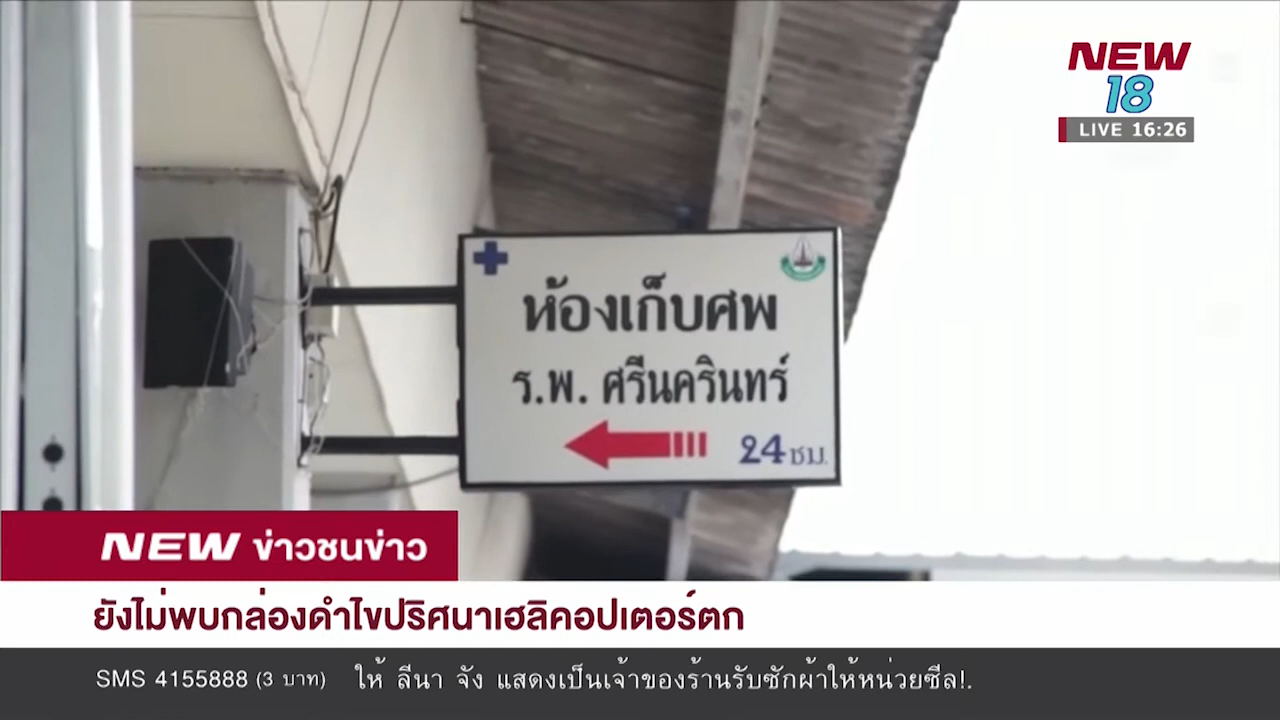 NEW
18
LIVE 16:26
ห้องเก็บศพ
ร.พ. ศรีนครินทร์
24 ชม.
NEW ข่าวชนข่าว
ยังไม่พบกล่องดำไขปริศนาเฮลิคอปเตอร์ตก
SMS 4155888 (3 บาท) ให้ ลีนา จัง แสดงเป็นเจ้าของร้านรับซักผ้าให้หน่วยซีล!.